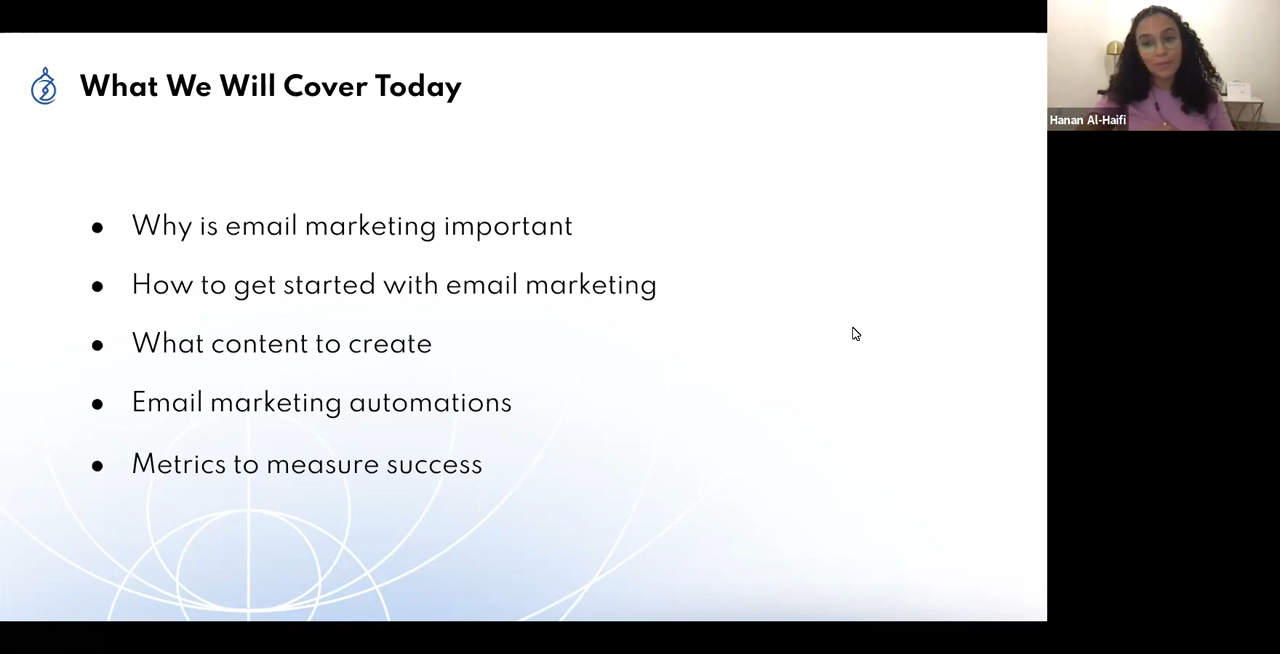 What We Will Cover Today
Why is email marketing important
How to get started with email marketing
What content to create
Email marketing automations
Metrics to measure success
Hanan Al-Haifi